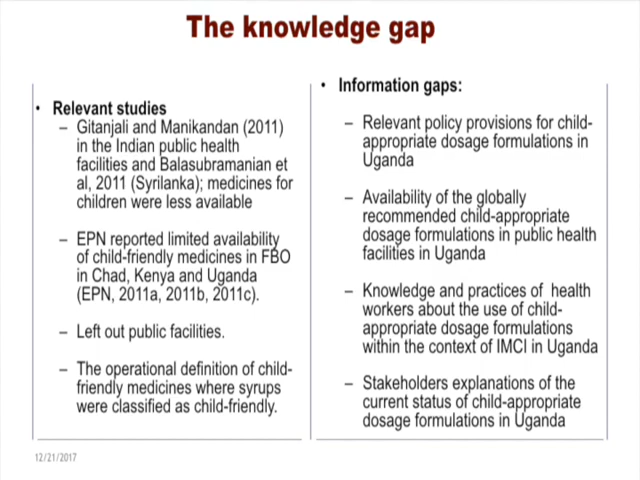 The knowledge gap
• Relevant studies
– Gitanjali and Manikandan (2011)
in the Indian public health
facilities and Balasubramanian et
al, 2011 (Syrilanka); medicines for
children were less available
– EPN reported limited availability
of child-friendly medicines in FBO
in Chad, Kenya and Uganda
(EPN, 2011a, 2011b, 2011c).
– Left out public facilities.
– The operational definition of child-
friendly medicines where syrups
were classified as child-friendly.
• Information gaps:
– Relevant policy provisions for child-
appropriate dosage formulations in
Uganda
– Availability of the globally
recommended child-appropriate
dosage formulations in public health
facilities in Uganda
– Knowledge and practices of health
workers about the use of child-
appropriate dosage formulations
within the context of IMCI in Uganda
– Stakeholders explanations of the
current status of child-appropriate
dosage formulations in Uganda
12/21/2017